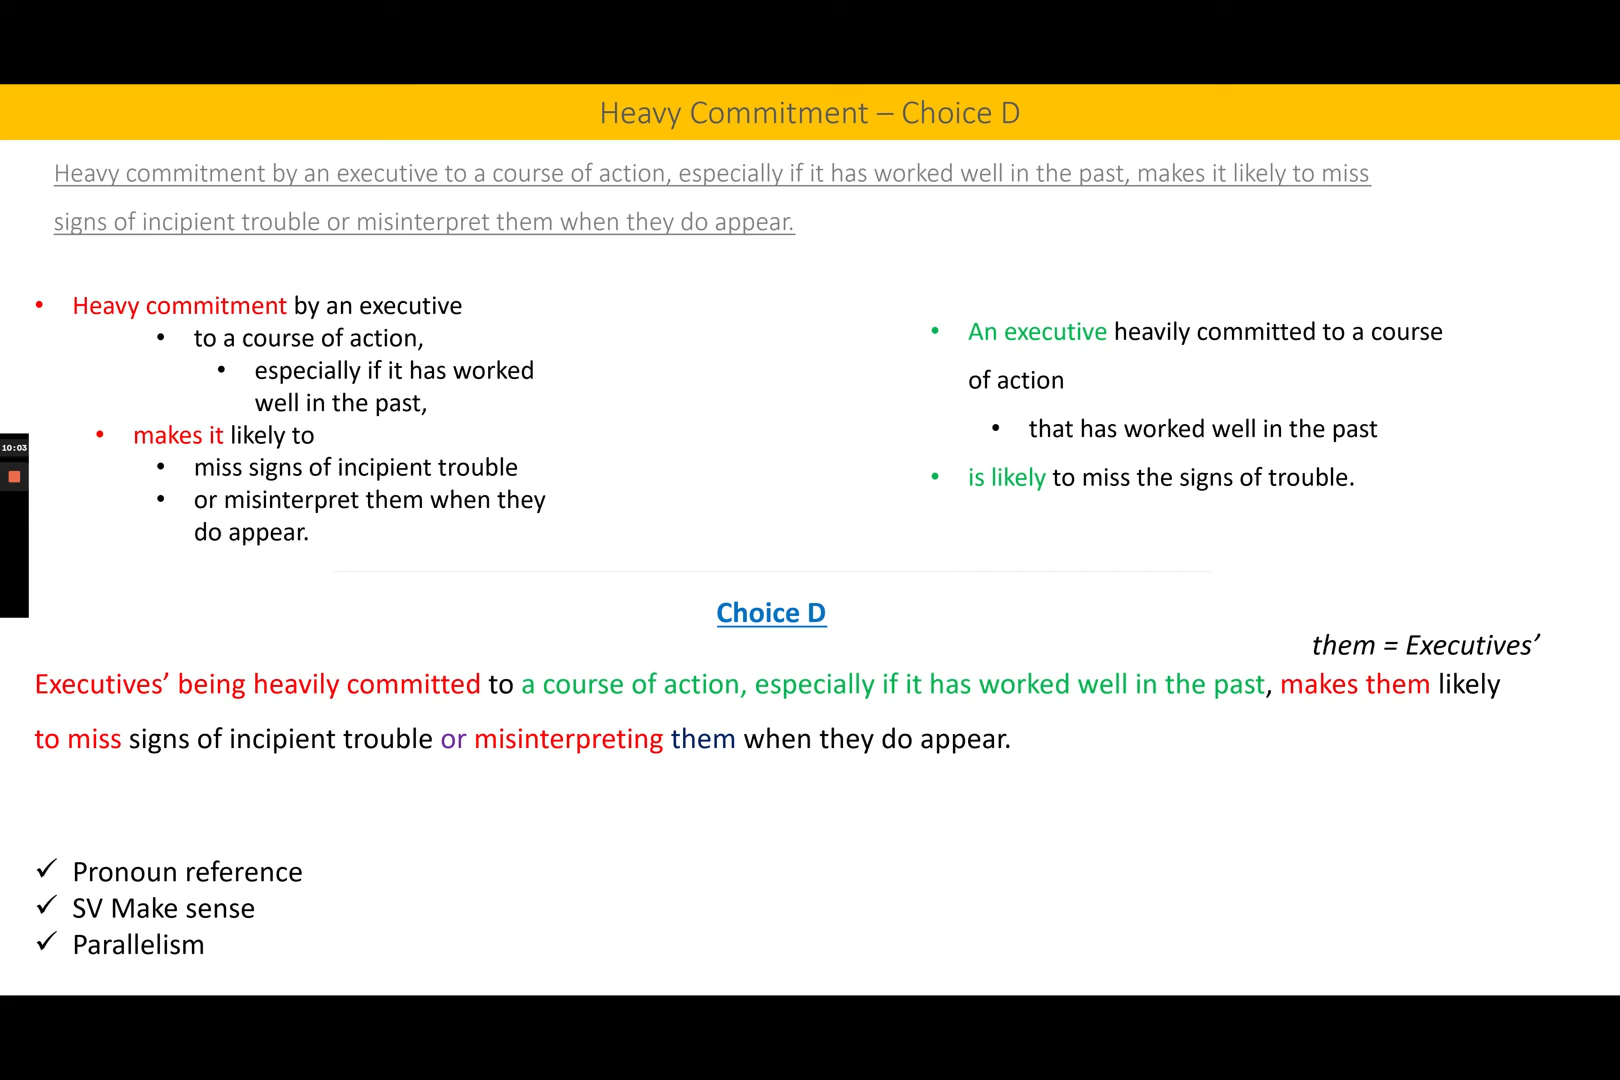 Heavy Commitment – Choice D
Heavy commitment by an executive to a course of action, especially if it has worked well in the past, makes it likely to miss
signs of incipient trouble or misinterpret them when they do appear.
• Heavy commitment by an executive
• to a course of action,
• especially if it has worked
well in the past,
• makes it likely to
• miss signs of incipient trouble
• or misinterpret them when they
do appear.
• An executive heavily committed to a course
of action
• that has worked well in the past
• is likely to miss the signs of trouble.
10:03
Choice D
them = Executives’
Executives’ being heavily committed to a course of action, especially if it has worked well in the past, makes them likely
to miss signs of incipient trouble or misinterpreting them when they do appear.
✓ Pronoun reference
✓ SV Make sense
✓ Parallelism